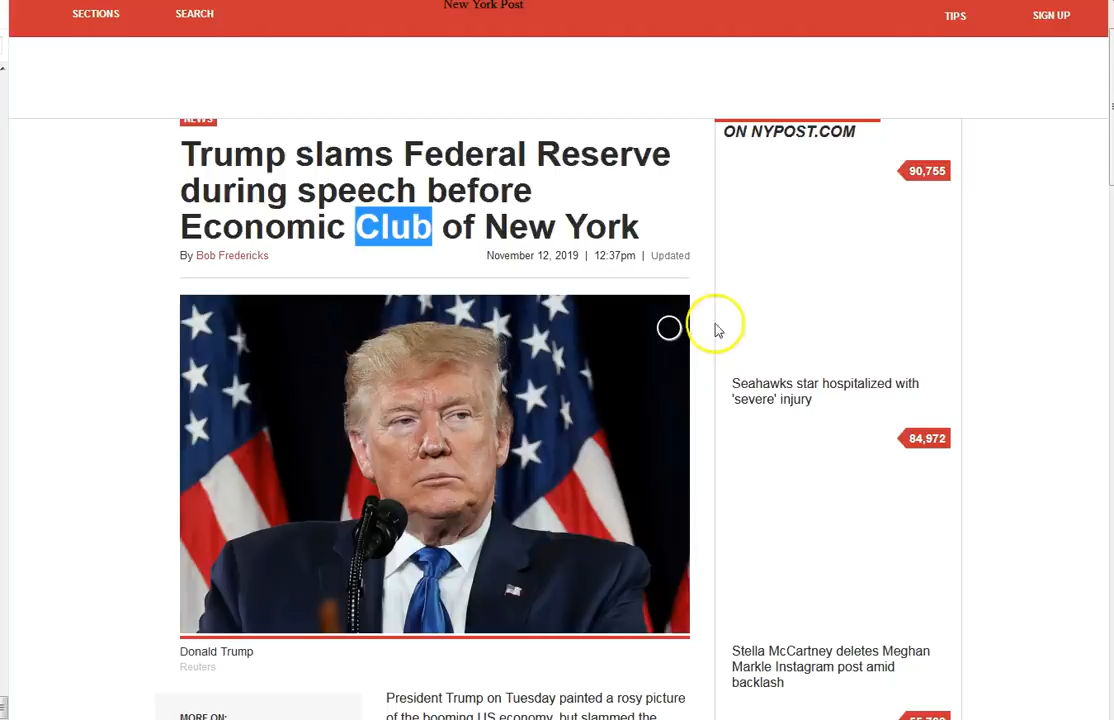 New York Post
SECTIONS
SEARCH
TIPS
SIGN UP
NEWS
Trump slams Federal Reserve
during speech before
Economic Club of New York
By Bob Fredericks
November 12, 2019 | 12:37pm | Updated
Donald Trump
Reuters
MORE ON:
President Trump on Tuesday painted a rosy picture
of the booming US economy, but slammed the
ON NYPOST.COM
90,755
Seahawks star hospitalized with
'severe' injury
84,972
Stella McCartney deletes Meghan
Markle Instagram post amid
backlash